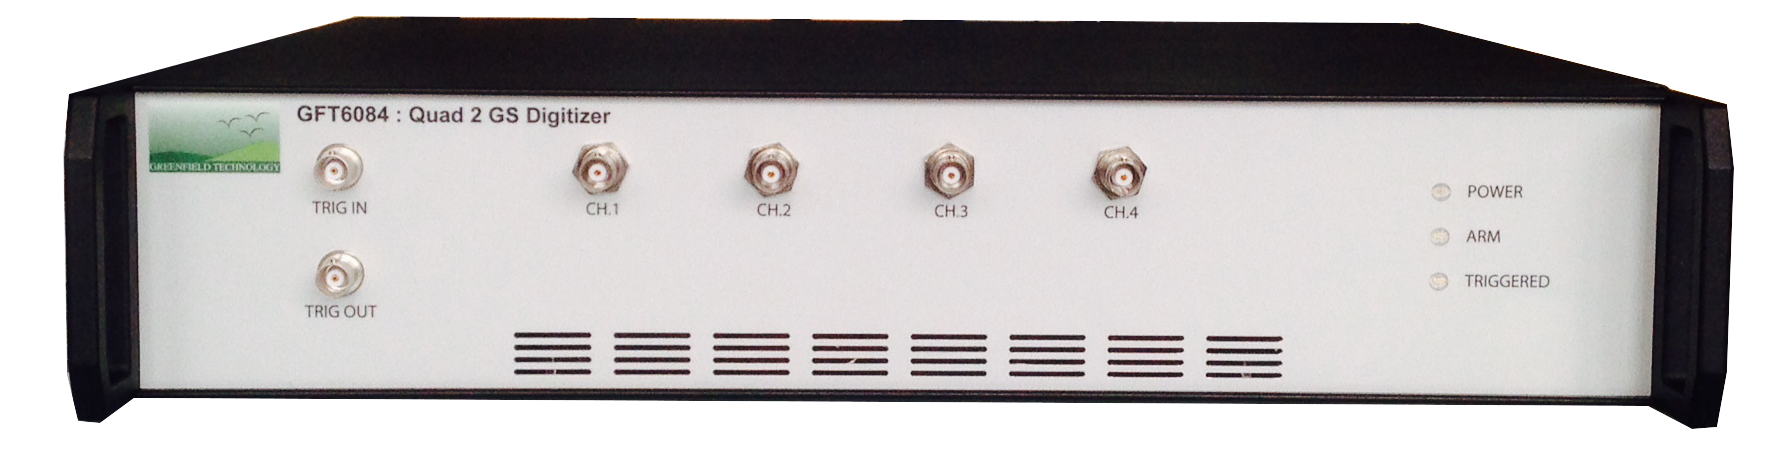 GFT6084 : Quad 2 GS Digitizer
GREENFIELD TECHNOLOGY
TRIG IN
CH.1
CH.2
CH.3
CH.4
POWER
ARM
TRIGGERED
TRIG OUT